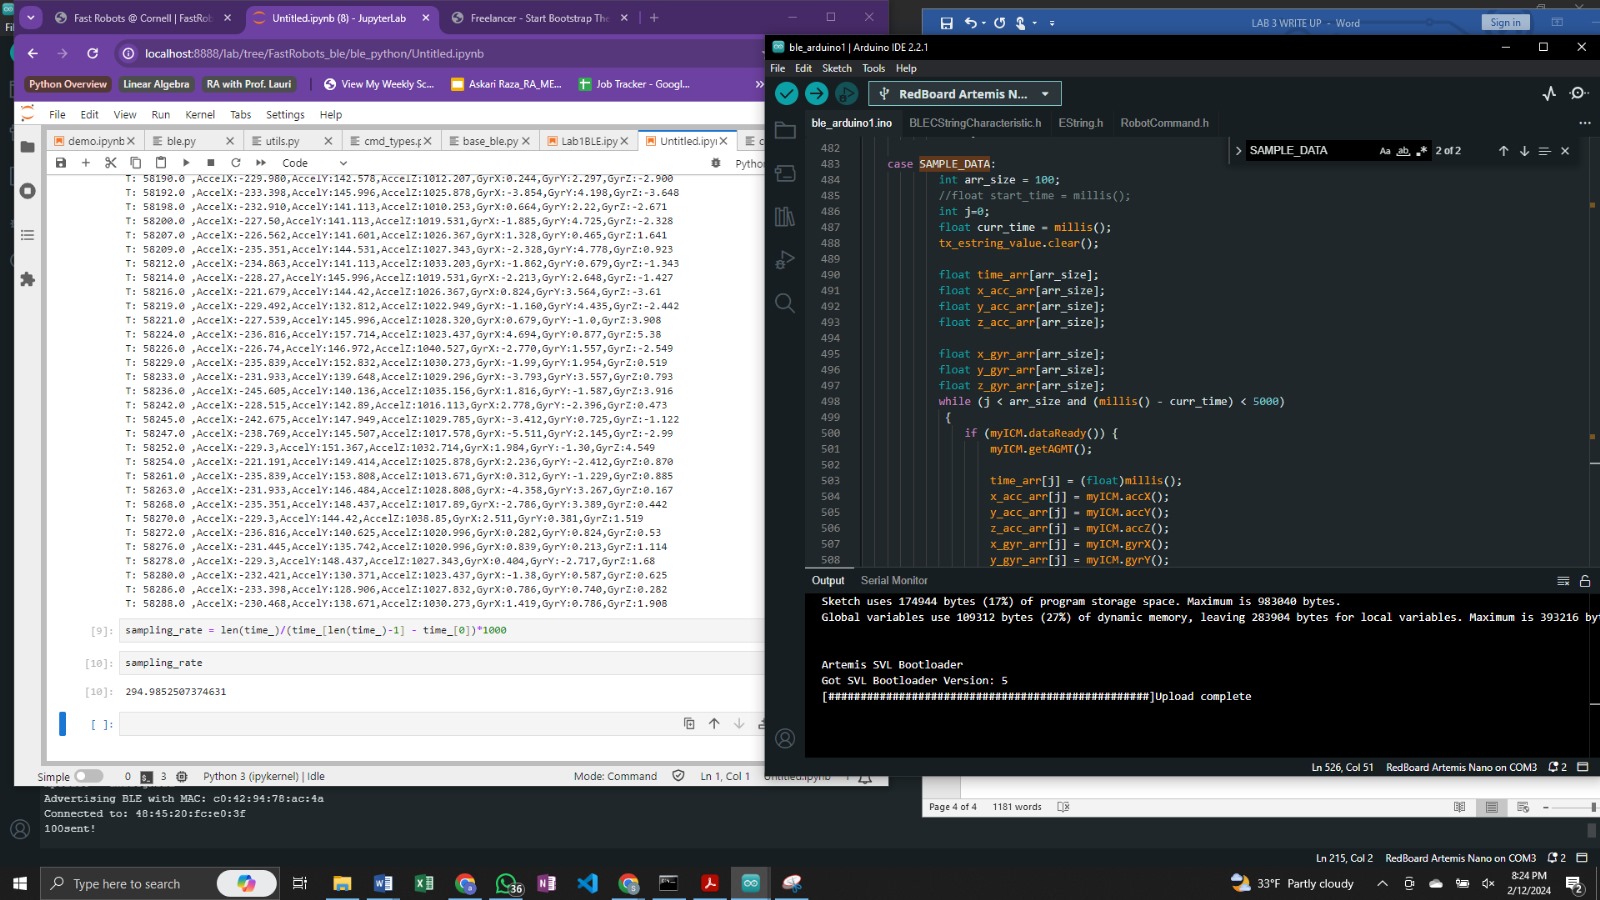 Fast Robots @ Cornell | FastRob
Untitled.ipynb (8) - JupyterLab
Freelancer - Start Bootstrap The
localhost:8888/lab/tree/FastRobots_ble/ble_python/Untitled.ipynb
Python Overview
Linear Algebra
RA with Prof. Lauri
View My Weekly Sc...
Askari Raza_RA_ME...
Job Tracker - Googl...
File Edit View Run Kernel Tabs Settings Help
demo.ipynb
ble.py
utils.py
cmd_types.p
base_ble.py
Lab1BLE.ipy
Untitled.ipy
Code
Python
T: 58190.0 ,AccelX:-229.980,AccelY:142.578,AccelZ:1012.207,GyrX:0.244,GyrY:2.297,GyrZ:-2.900
T: 58192.0 ,AccelX:-233.398,AccelY:145.996,AccelZ:1025.878,GyrX:-3.854,GyrY:4.198,GyrZ:-3.648
T: 58198.0 ,AccelX:-232.910,AccelY:141.113,AccelZ:1010.253,GyrX:0.664,GyrY:2.22,GyrZ:-2.671
T: 58200.0 ,AccelX:-227.50,AccelY:141.113,AccelZ:1019.531,GyrX:-1.885,GyrY:4.725,GyrZ:-2.328
T: 58207.0 ,AccelX:-226.562,AccelY:141.601,AccelZ:1026.367,GyrX:1.328,GyrY:0.465,GyrZ:1.641
T: 58209.0 ,AccelX:-235.351,AccelY:144.531,AccelZ:1027.343,GyrX:-2.328,GyrY:4.778,GyrZ:0.923
T: 58212.0 ,AccelX:-234.863,AccelY:141.113,AccelZ:1033.203,GyrX:-1.862,GyrY:0.679,GyrZ:-1.343
T: 58214.0 ,AccelX:-228.27,AccelY:145.996,AccelZ:1019.531,GyrX:-2.213,GyrY:2.648,GyrZ:-1.427
T: 58216.0 ,AccelX:-221.679,AccelY:144.42,AccelZ:1026.367,GyrX:0.824,GyrY:3.564,GyrZ:-3.61
T: 58219.0 ,AccelX:-229.492,AccelY:132.812,AccelZ:1022.949,GyrX:-1.160,GyrY:4.435,GyrZ:-2.442
T: 58221.0 ,AccelX:-227.539,AccelY:145.996,AccelZ:1028.320,GyrX:0.679,GyrY:-1.0,GyrZ:3.908
T: 58224.0 ,AccelX:-236.816,AccelY:157.714,AccelZ:1023.437,GyrX:4.694,GyrY:0.877,GyrZ:5.38
T: 58226.0 ,AccelX:-226.74,AccelY:146.972,AccelZ:1040.527,GyrX:-2.770,GyrY:1.557,GyrZ:-2.549
T: 58229.0 ,AccelX:-235.839,AccelY:152.832,AccelZ:1030.273,GyrX:-1.99,GyrY:1.954,GyrZ:0.519
T: 58233.0 ,AccelX:-231.933,AccelY:139.648,AccelZ:1029.296,GyrX:-3.793,GyrY:3.557,GyrZ:0.793
T: 58236.0 ,AccelX:-245.605,AccelY:140.136,AccelZ:1035.156,GyrX:1.816,GyrY:-1.587,GyrZ:3.916
T: 58242.0 ,AccelX:-228.515,AccelY:142.89,AccelZ:1016.113,GyrX:2.778,GyrY:-2.396,GyrZ:0.473
T: 58245.0 ,AccelX:-242.675,AccelY:147.949,AccelZ:1029.785,GyrX:-3.412,GyrY:0.725,GyrZ:-1.122
T: 58247.0 ,AccelX:-238.769,AccelY:145.507,AccelZ:1017.578,GyrX:-5.511,GyrY:2.145,GyrZ:-2.99
T: 58252.0 ,AccelX:-229.3,AccelY:151.367,AccelZ:1032.714,GyrX:1.984,GyrY:-1.30,GyrZ:4.549
T: 58254.0 ,AccelX:-221.191,AccelY:149.414,AccelZ:1025.878,GyrX:2.236,GyrY:-2.412,GyrZ:0.870
T: 58261.0 ,AccelX:-235.839,AccelY:153.808,AccelZ:1013.671,GyrX:0.312,GyrY:-1.229,GyrZ:0.885
T: 58263.0 ,AccelX:-231.933,AccelY:146.484,AccelZ:1028.808,GyrX:-4.358,GyrY:3.267,GyrZ:0.167
T: 58268.0 ,AccelX:-235.351,AccelY:148.437,AccelZ:1017.89,GyrX:-2.786,GyrY:3.389,GyrZ:0.442
T: 58270.0 ,AccelX:-229.3,AccelY:144.42,AccelZ:1038.85,GyrX:2.511,GyrY:0.381,GyrZ:1.519
T: 58272.0 ,AccelX:-236.816,AccelY:140.625,AccelZ:1020.996,GyrX:0.282,GyrY:0.824,GyrZ:0.53
T: 58276.0 ,AccelX:-231.445,AccelY:135.742,AccelZ:1020.996,GyrX:0.839,GyrY:0.213,GyrZ:1.114
T: 58278.0 ,AccelX:-229.3,AccelY:148.437,AccelZ:1027.343,GyrX:0.404,GyrY:-2.717,GyrZ:1.68
T: 58280.0 ,AccelX:-232.421,AccelY:130.371,AccelZ:1023.437,GyrX:-1.38,GyrY:0.587,GyrZ:0.625
T: 58286.0 ,AccelX:-233.398,AccelY:128.906,AccelZ:1027.832,GyrX:0.786,GyrY:0.740,GyrZ:0.282
T: 58288.0 ,AccelX:-230.468,AccelY:138.671,AccelZ:1030.273,GyrX:1.419,GyrY:0.786,GyrZ:1.908
[9]: sampling_rate = len(time_)/(time_[len(time_)-1] - time_[0])*1000
[10]: sampling_rate
[10]: 294.9852507374631
[ ]:
Simple 0 3 Python 3 (ipykernel) | Idle Mode: Command Ln 1, Col 1 Untitled.ipynb 1
Advertising BLE with MAC: c0:42:94:78:ac:4a
Connected to: 48:45:20:fc:e0:3f
100sent!
LAB 3 WRITE UP - Word
Sign in
ble_arduino1 | Arduino IDE 2.2.1
File Edit Sketch Tools Help
RedBoard Artemis N...
ble_arduino1.ino BLECStringCharacteristic.h EString.h RobotCommand.h
SAMPLE_DATA Aa ab 2 of 2
482
483 case SAMPLE_DATA:
484 int arr_size = 100;
485 //float start_time = millis();
486 int j=0;
487 float curr_time = millis();
488 tx_estring_value.clear();
489
490 float time_arr[arr_size];
491 float x_acc_arr[arr_size];
492 float y_acc_arr[arr_size];
493 float z_acc_arr[arr_size];
494
495 float x_gyr_arr[arr_size];
496 float y_gyr_arr[arr_size];
497 float z_gyr_arr[arr_size];
498 while (j < arr_size and (millis() - curr_time) < 5000)
499 {
500 if (myICM.dataReady()) {
501 myICM.getAGMT();
502
503 time_arr[j] = (float)millis();
504 x_acc_arr[j] = myICM.accX();
505 y_acc_arr[j] = myICM.accY();
506 z_acc_arr[j] = myICM.accZ();
507 x_gyr_arr[j] = myICM.gyrX();
508 y_gyr_arr[j] = myICM.gyrY();
Output Serial Monitor
Sketch uses 174944 bytes (17%) of program storage space. Maximum is 983040 bytes.
Global variables use 109312 bytes (27%) of dynamic memory, leaving 283904 bytes for local variables. Maximum is 393216 by
Artemis SVL Bootloader
Got SVL Bootloader Version: 5
[##################################################]Upload complete
Ln 526, Col 51 RedBoard Artemis Nano on COM3 2
Page 4 of 4 1181 words
Ln 215, Col 2 RedBoard Artemis Nano on COM3 2
Type here to search
36
33°F Partly cloudy
8:24 PM
2/12/2024
2